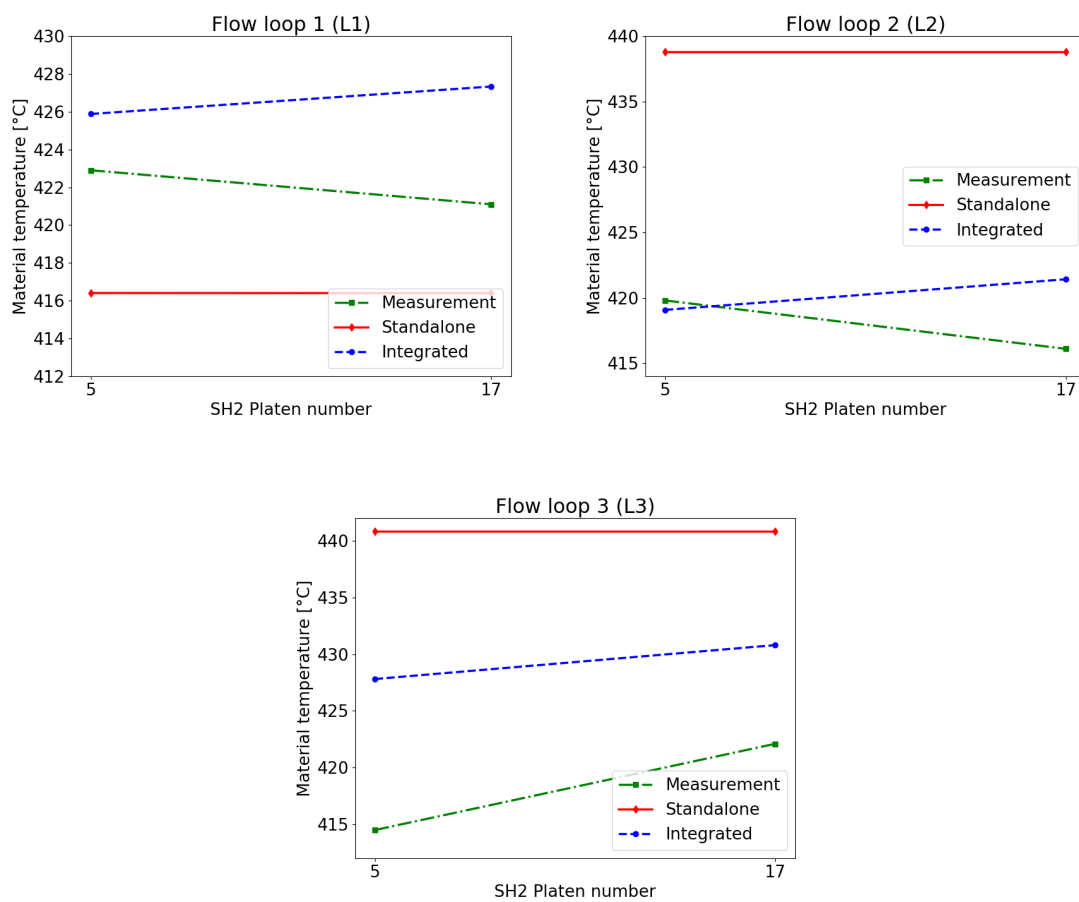 Flow loop 1 (L1)
Material temperature [°C]
430
428
426
424
422
420
418
416
414
412
5
17
SH2 Platen number
Measurement
Standalone
Integrated
Flow loop 2 (L2)
Material temperature [°C]
440
435
430
425
420
415
5
17
SH2 Platen number
Measurement
Standalone
Integrated
Flow loop 3 (L3)
Material temperature [°C]
440
435
430
425
420
415
5
17
SH2 Platen number
Measurement
Standalone
Integrated